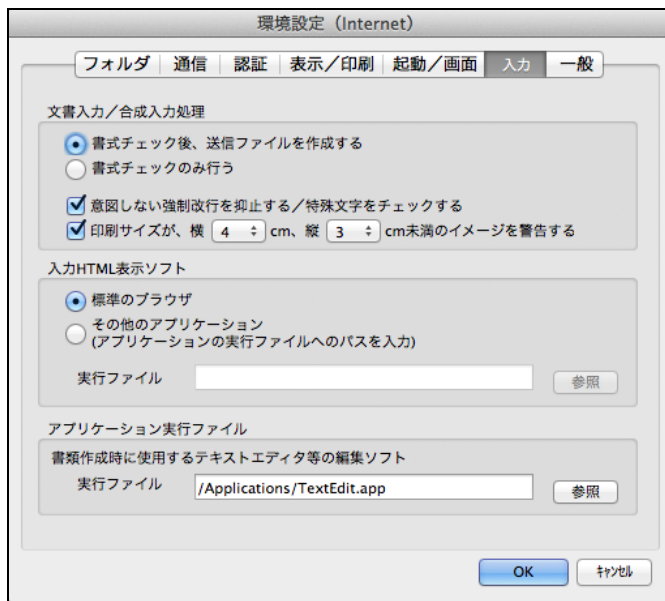 環境設定（Internet）
フォルダ 通信 認証 表示／印刷 起動／画面 入力 一般
文書入力／合成入力処理
書式チェック後、送信ファイルを作成する
書式チェックのみ行う
意図しない強制改行を抑止する／特殊文字をチェックする
印刷サイズが、横 4 cm、縦 3 cm未満のイメージを警告する
入力HTML表示ソフト
標準のブラウザ
その他のアプリケーション
(アプリケーションの実行ファイルへのパスを入力)
実行ファイル 参照
アプリケーション実行ファイル
書類作成時に使用するテキストエディタ等の編集ソフト
実行ファイル /Applications/TextEdit.app 参照
OK ｷｬﾝｾﾙ